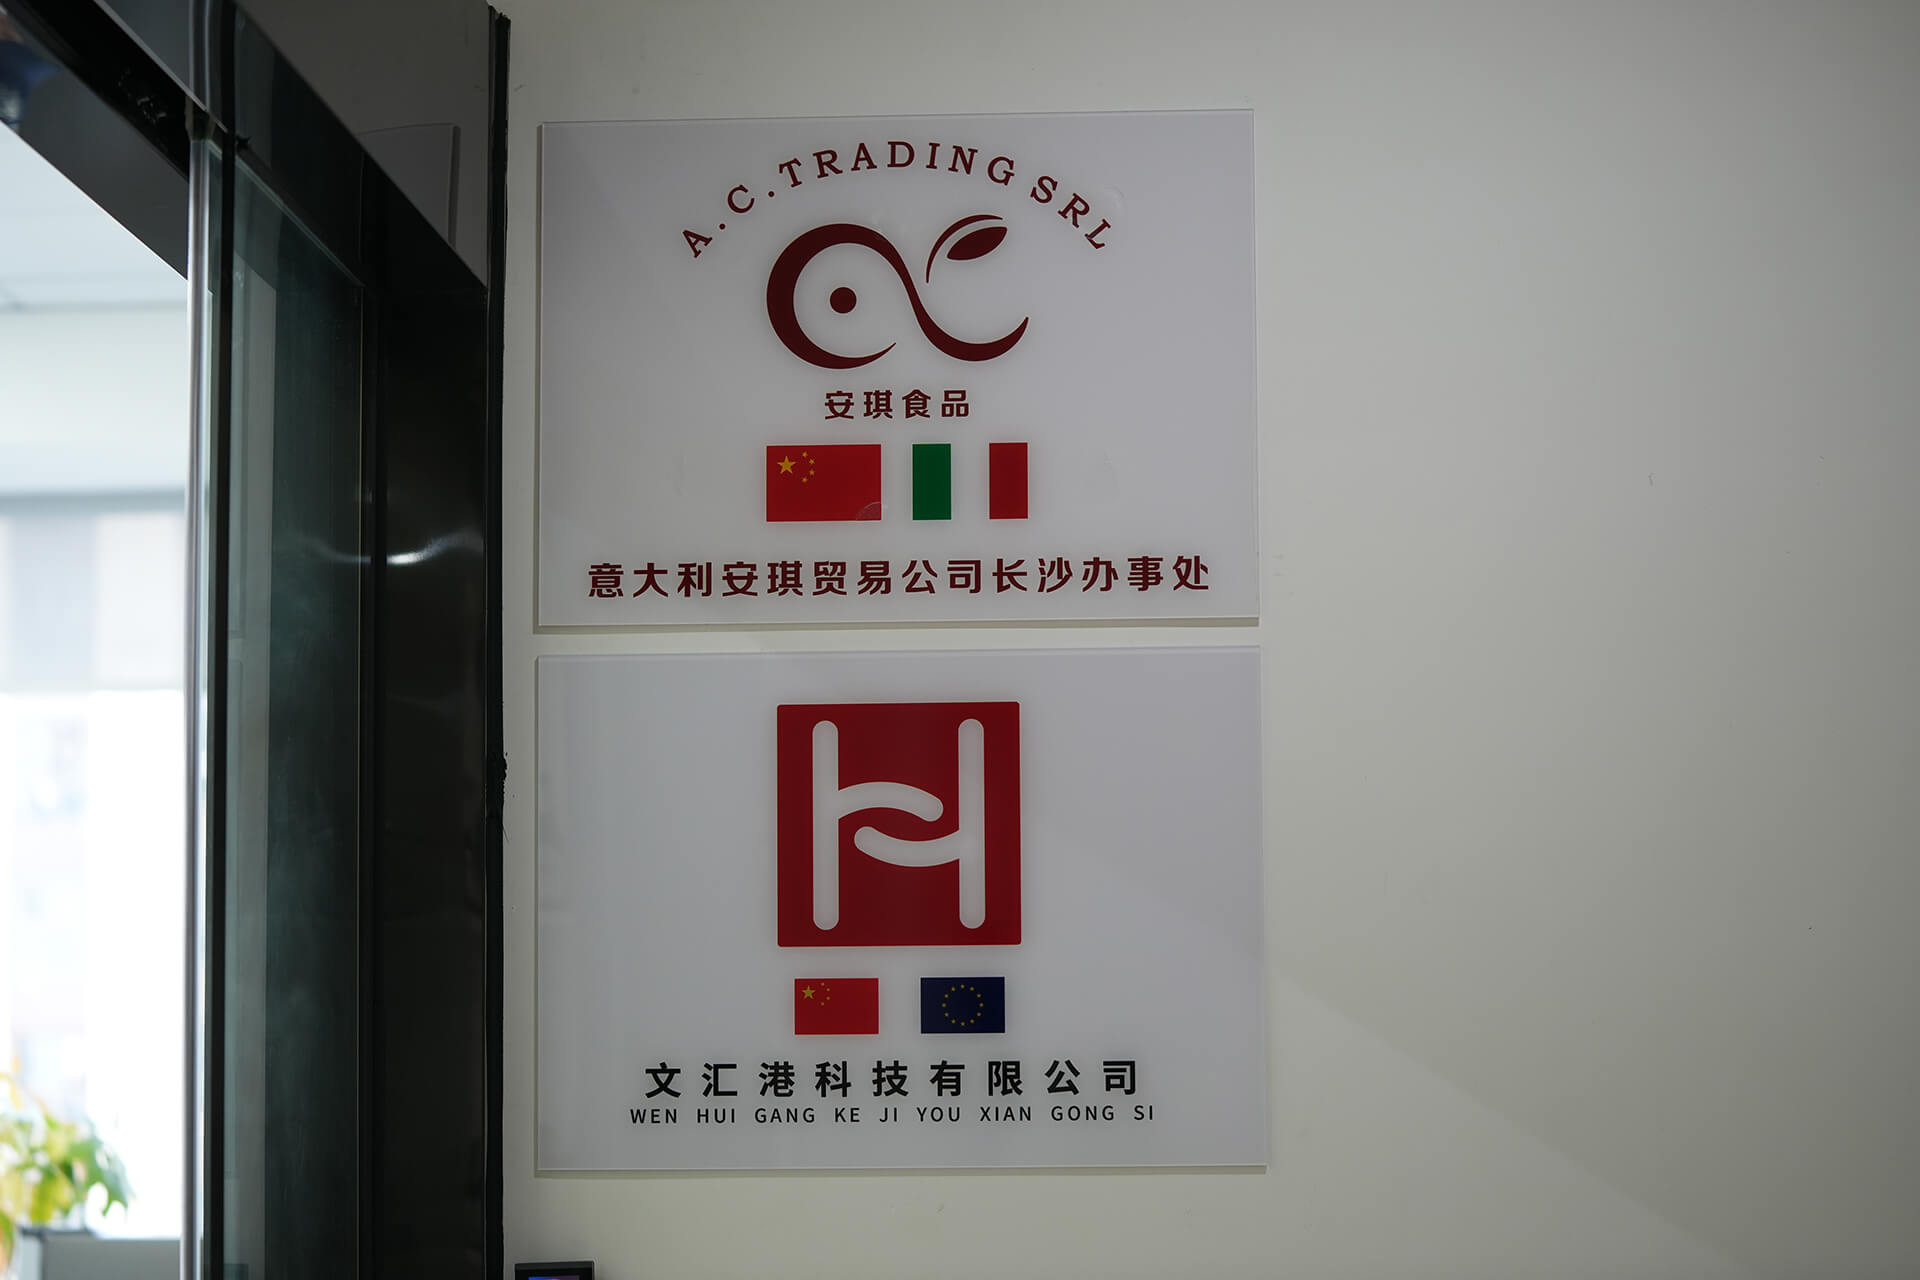 A.C.TRADING SRL
安琪食品
意大利安琪贸易公司长沙办事处
文汇港科技有限公司
WEN HUI GANG KE JI YOU XIAN GONG SI